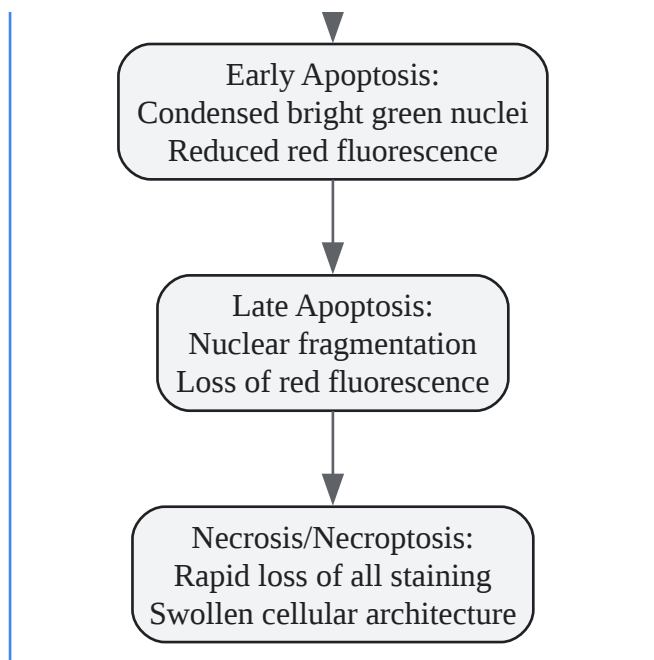 Early Apoptosis:
Condensed bright green nuclei
Reduced red fluorescence
Late Apoptosis:
Nuclear fragmentation
Loss of red fluorescence
Necrosis/Necroptosis:
Rapid loss of all staining
Swollen cellular architecture